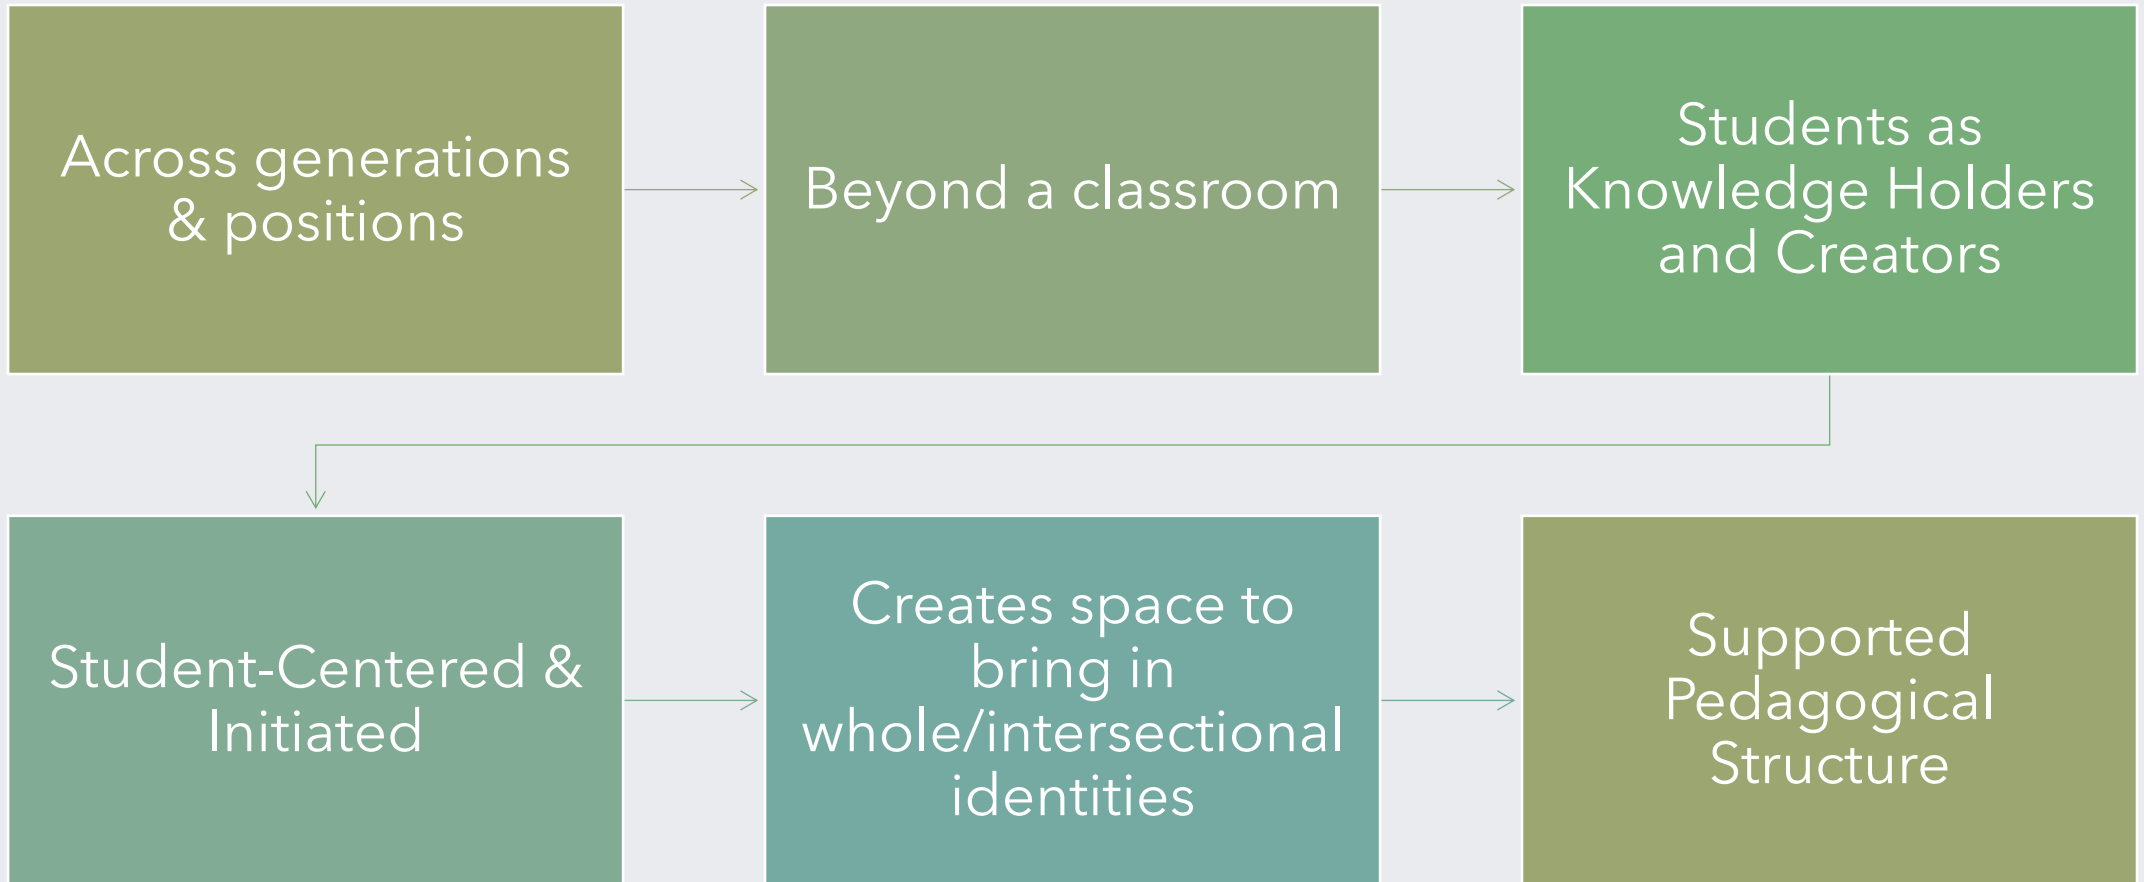 Across generations
& positions
Beyond a classroom
Students as
Knowledge Holders
and Creators
Student-Centered &
Initiated
Creates space to
bring in
whole/intersectional
identities
Supported
Pedagogical
Structure